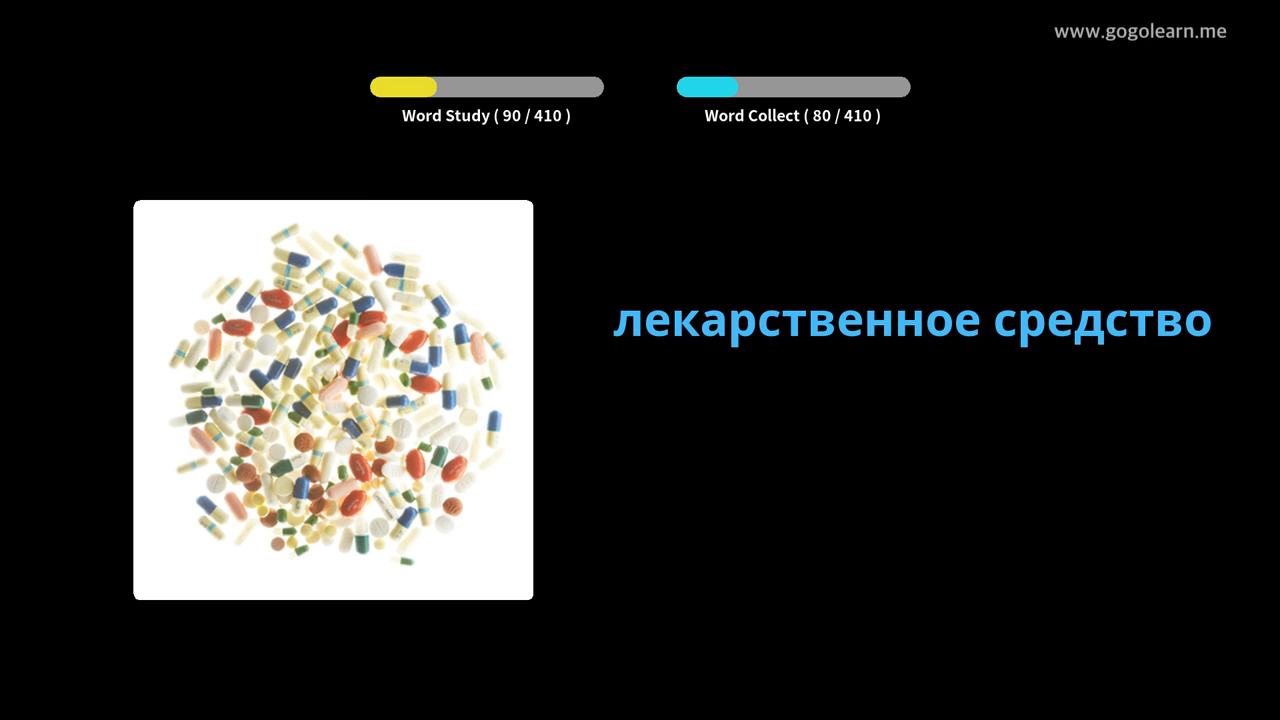 www.gogolearn.me
Word Study ( 90 / 410 )
Word Collect ( 80 / 410 )
лекарственное средство